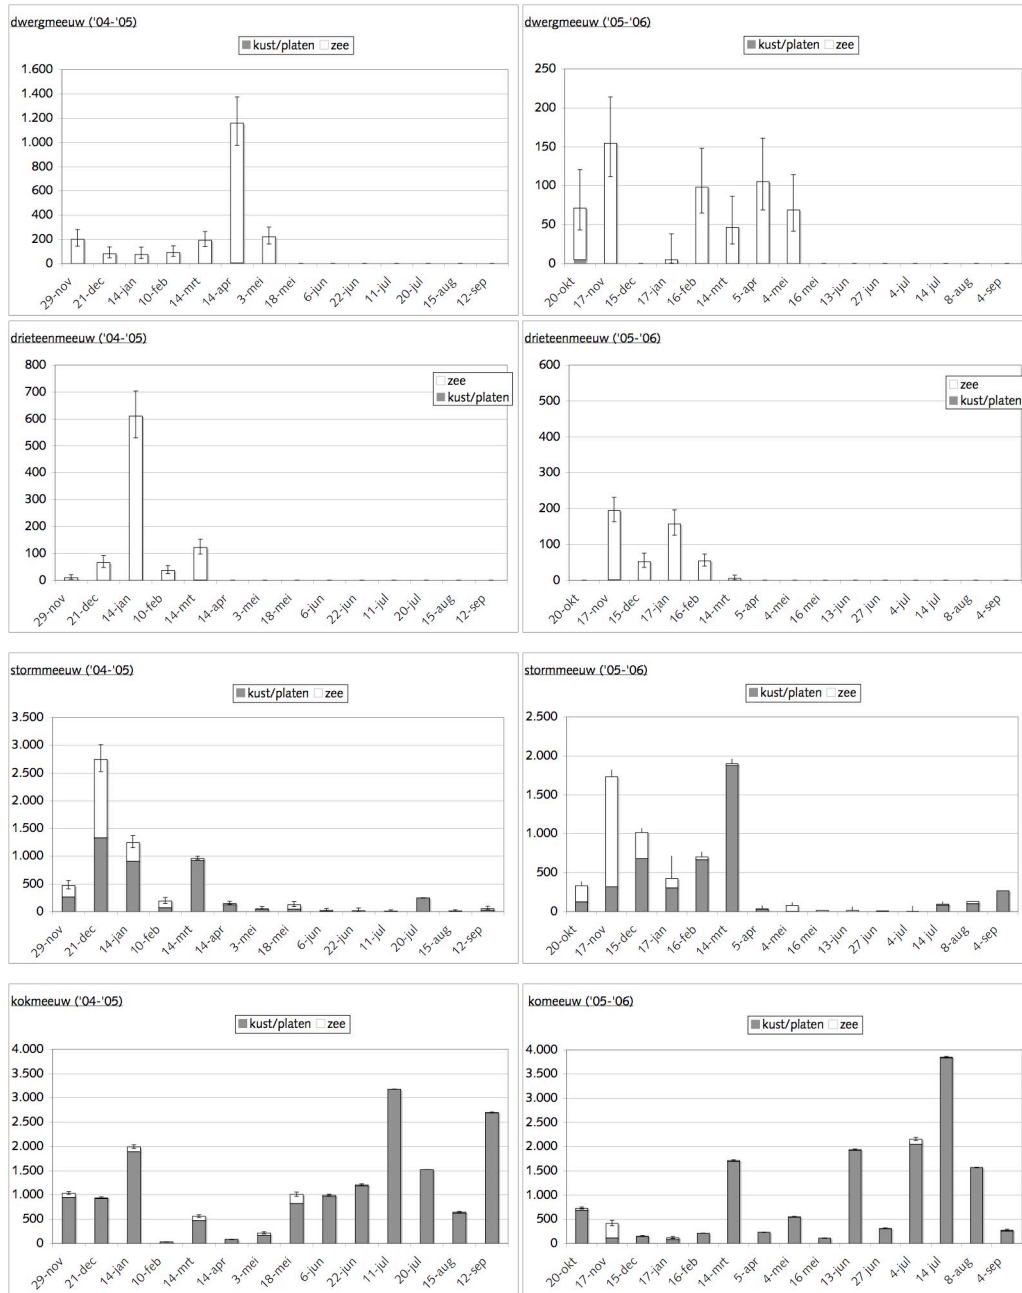 dwergmeeuw ('04-'05)
kust/platen zee
1.600
1.400
1.200
1.000
800
600
400
200
0
29-nov 21-dec 14-jan 10-feb 14-mrt 14-apr 3-mei 18-mei 6-jun 22-jun 11-jul 20-jul 15-aug 12-sep
dwergmeeuw ('05-'06)
kust/platen zee
250
200
150
100
50
0
20-okt 17-nov 15-dec 17-jan 16-feb 14-mrt 5-apr 4-mei 16 mei 13-jun 27 jun 4-jul 14 jul 8-aug 4-sep
drieteenmeeuw ('04-'05)
zee
kust/platen
800
700
600
500
400
300
200
100
0
29-nov 21-dec 14-jan 10-feb 14-mrt 14-apr 3-mei 18-mei 6-jun 22-jun 11-jul 20-jul 15-aug 12-sep
drieteenmeeuw ('05-'06)
zee
kust/platen
600
500
400
300
200
100
0
20-okt 17-nov 15-dec 17-jan 16-feb 14-mrt 5-apr 4-mei 16 mei 13-jun 27 jun 4-jul 14 jul 8-aug 4-sep
stormmeeuw ('04-'05)
kust/platen zee
3.500
3.000
2.500
2.000
1.500
1.000
500
0
29-nov 21-dec 14-jan 10-feb 14-mrt 14-apr 3-mei 18-mei 6-jun 22-jun 11-jul 20-jul 15-aug 12-sep
stormmeeuw ('05-'06)
kust/platen zee
2.500
2.000
1.500
1.000
500
0
20-okt 17-nov 15-dec 17-jan 16-feb 14-mrt 5-apr 4-mei 16 mei 13-jun 27 jun 4-jul 14 jul 8-aug 4-sep
kokmeeuw ('04-'05)
kust/platen zee
4.000
3.500
3.000
2.500
2.000
1.500
1.000
500
0
29-nov 21-dec 14-jan 10-feb 14-mrt 14-apr 3-mei 18-mei 6-jun 22-jun 11-jul 20-jul 15-aug 12-sep
komeeuw ('05-'06)
kust/platen zee
4.000
3.500
3.000
2.500
2.000
1.500
1.000
500
0
20-okt 17-nov 15-dec 17-jan 16-feb 14-mrt 5-apr 4-mei 16 mei 13-jun 27 jun 4-jul 14 jul 8-aug 4-sep